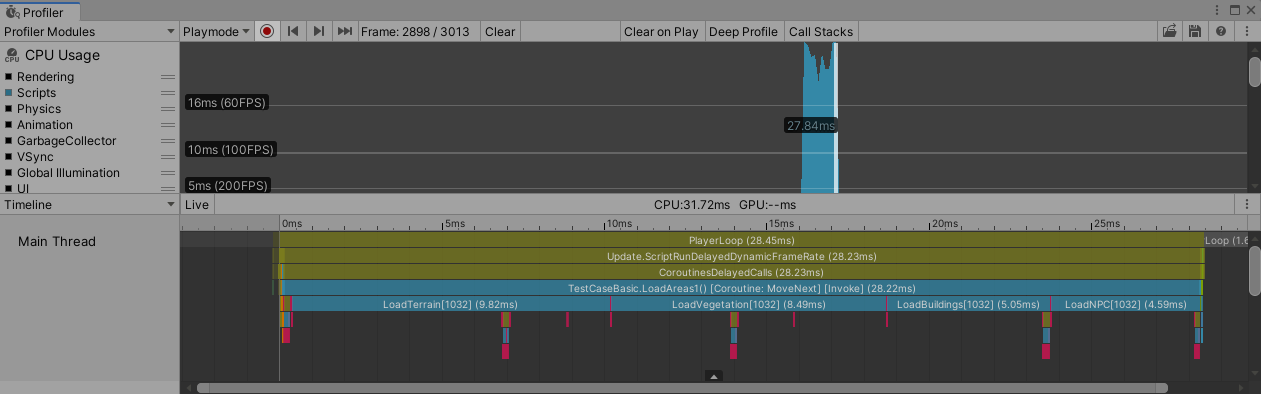 Profiler
Profiler Modules
Playmode
Frame: 2898 / 3013
Clear
Clear on Play
Deep Profile
Call Stacks
CPU
CPU Usage
Rendering
Scripts
Physics
Animation
GarbageCollector
VSync
Global Illumination
UI
16ms (60FPS)
10ms (100FPS)
5ms (200FPS)
27.84ms
Timeline
Live
CPU:31.72ms GPU:--ms
0ms
5ms
10ms
15ms
20ms
25ms
Main Thread
PlayerLoop (28.45ms)
Loop (1.6
Update.ScriptRunDelayedDynamicFrameRate (28.23ms)
CoroutinesDelayedCalls (28.23ms)
TestCaseBasic.LoadAreas1() [Coroutine: MoveNext] [Invoke] (28.22ms)
LoadTerrain[1032] (9.82ms)
LoadVegetation[1032] (8.49ms)
LoadBuildings[1032] (5.05ms)
LoadNPC[1032] (4.59ms)